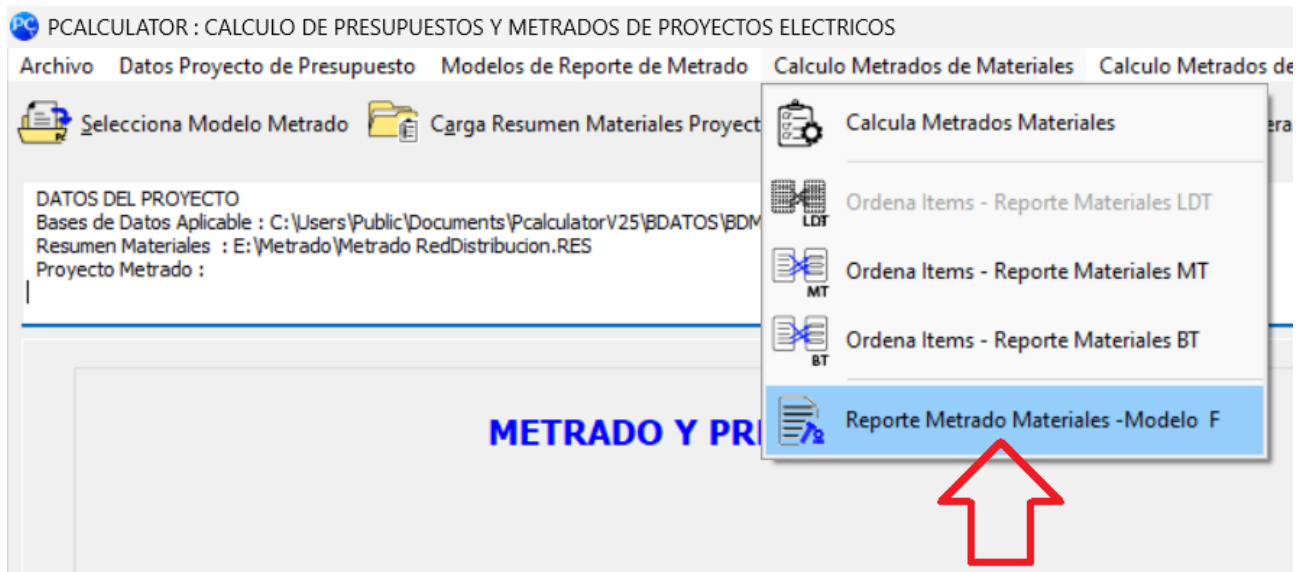 PC PCALCULATOR : CALCULO DE PRESUPUESTOS Y METRADOS DE PROYECTOS ELECTRICOS
Archivo Datos Proyecto de Presupuesto Modelos de Reporte de Metrado Calculo Metrados de Materiales Calculo Metrados de
Selecciona Modelo Metrado Carga Resumen Materiales Proyect
Calcula Metrados Materiales
DATOS DEL PROYECTO
Bases de Datos Aplicable : C:\Users\Public\Documents\PcalculatorV25\BDATOS\BDM
Resumen Materiales : E:\Metrado\Metrado RedDistribucion.RES
Proyecto Metrado :
LDT Ordena Items - Reporte Materiales LDT
MT Ordena Items - Reporte Materiales MT
BT Ordena Items - Reporte Materiales BT
Reporte Metrado Materiales -Modelo F
METRADO Y PR